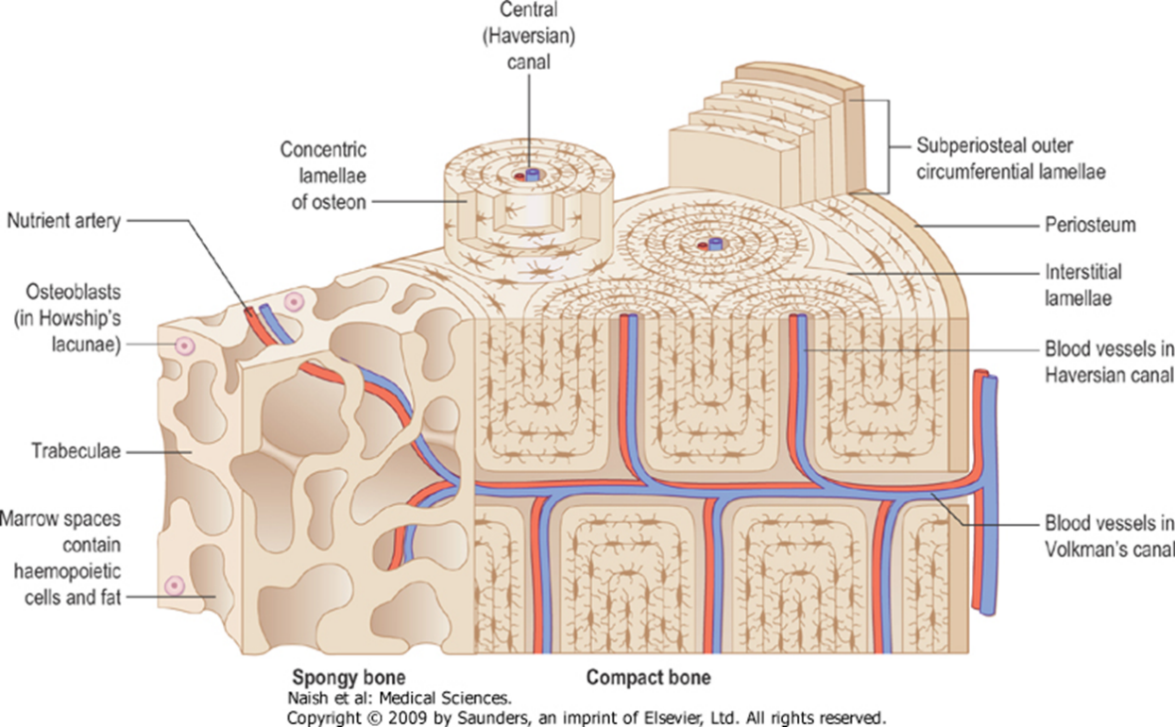 Central
(Haversian)
canal
Concentric
lamellae
of osteon
Subperiosteal outer
circumferential lamellae
Nutrient artery
Periosteum
Interstitial
lamellae
Osteoblasts
(in Howship's
lacunae)
Blood vessels in
Haversian canal
Trabeculae
Marrow spaces
contain
haemopoietic
cells and fat
Blood vessels in
Volkman's canal
Spongy bone
Compact bone
Naish et al: Medical Sciences.
Copyright © 2009 by Saunders, an imprint of Elsevier, Ltd. All rights reserved.